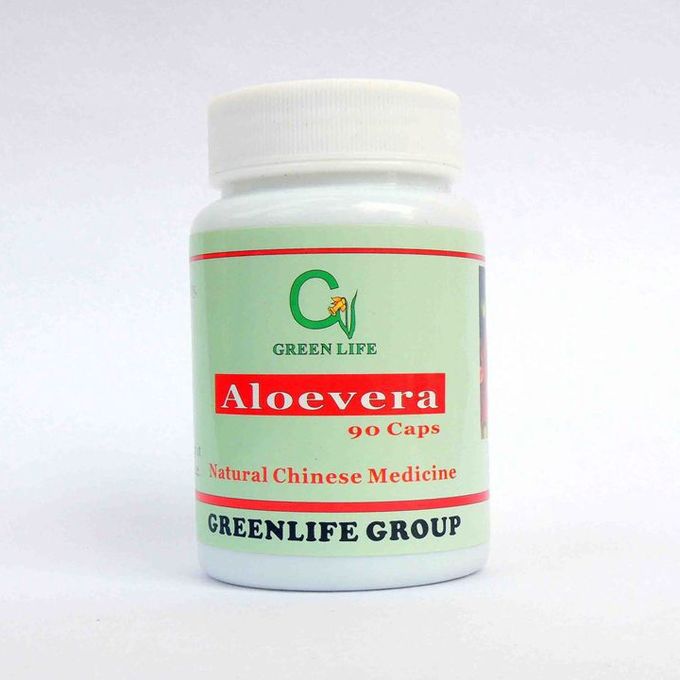 GREEN LIFE
Aloevera
90 Caps
Natural Chinese Medicine
GREENLIFE GROUP